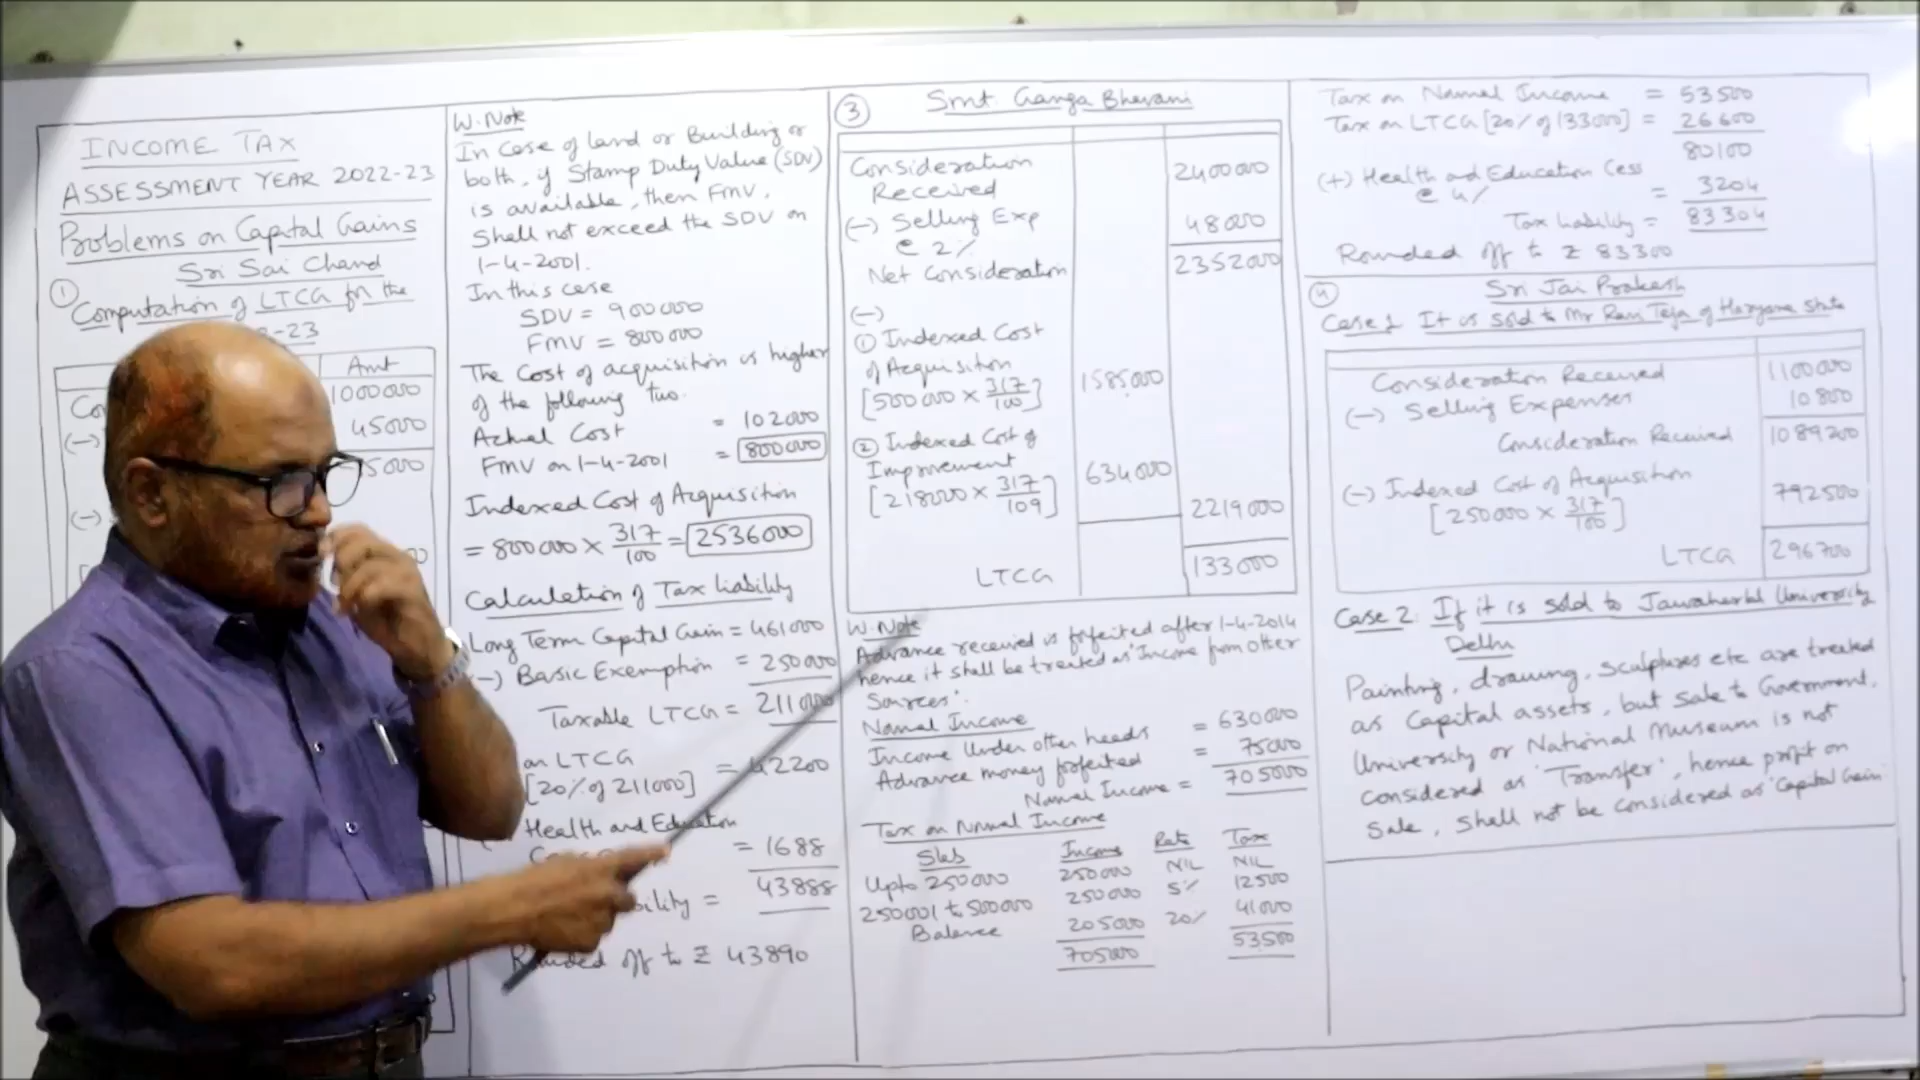 INCOME TAX
ASSESSMENT YEAR 2022-23
Problems on Capital Gains
① Sri Sai Chand
Computation of LTCG for the
-23
Amt
1000000
(-) 45000
5000
(-)
W. Note
In Case of land or Building or
both, if Stamp Duty Value (SDV)
is available, then FMV,
Shall not exceed the SDV on
1-4-2001.
In this case
SDV = 900000
FMV = 800000
The Cost of acquisition is higher
of the following two.
Actual Cost = 102000
FMV on 1-4-2001 = 800000
Indexed Cost of Acquisition
= 800000 × 317/100 = 2536000
Calculation of Tax liability
Long Term Capital Gain = 461000
(-) Basic Exemption = 250000
Taxable LTCG = 211000
on LTCG
[20% of 211000] = 42200
Health and Education
= 1688
bility = 43888
Rounded off to ₹ 43890
③ Smt. Ganga Bhavani
Consideration
Received 2400000
(-) Selling Exp
@ 2% 48000
Net Consideration 2352000
(-)
① Indexed Cost
of Acquisition
[500000 × 317/100] 1585000
② Indexed Cost of
Improvement
[218000 × 317/109] 634000
2219000
LTCG 133000
W. Note
Advance received is forfeited after 1-4-2014
hence it shall be treated as 'Income from other
Sources'.
Normal Income
Income Under other heads = 630000
Advance money forfeited = 75000
Normal Income = 705000
Tax on Normal Income
Slab Income Rate Tax
Upto 250000 250000 NIL NIL
250001 to 500000 250000 5% 12500
Balance 205000 20% 41000
705000 53500
Tax on Normal Income = 53500
Tax on LTCG [20% of 133000] = 26600
80100
(+) Health and Education Cess
@ 4% = 3204
Tax liability = 83304
Rounded off to ₹ 83300
④ Sri Jai Prakash
Case 1 It is sold to Mr Ravi Teja of Haryana State
Consideration Received 1100000
(-) Selling Expenses 10800
Consideration Received 1089200
(-) Indexed Cost of Acquisition
[250000 × 317/100] 792500
LTCG 296700
Case 2: If it is sold to Jawaharlal University
Delhi
Painting, drawing, sculptures etc are treated
as Capital assets, but sale to Government,
University or National Museum is not
considered as 'Transfer', hence profit on
Sale, shall not be considered as 'Capital Gain'